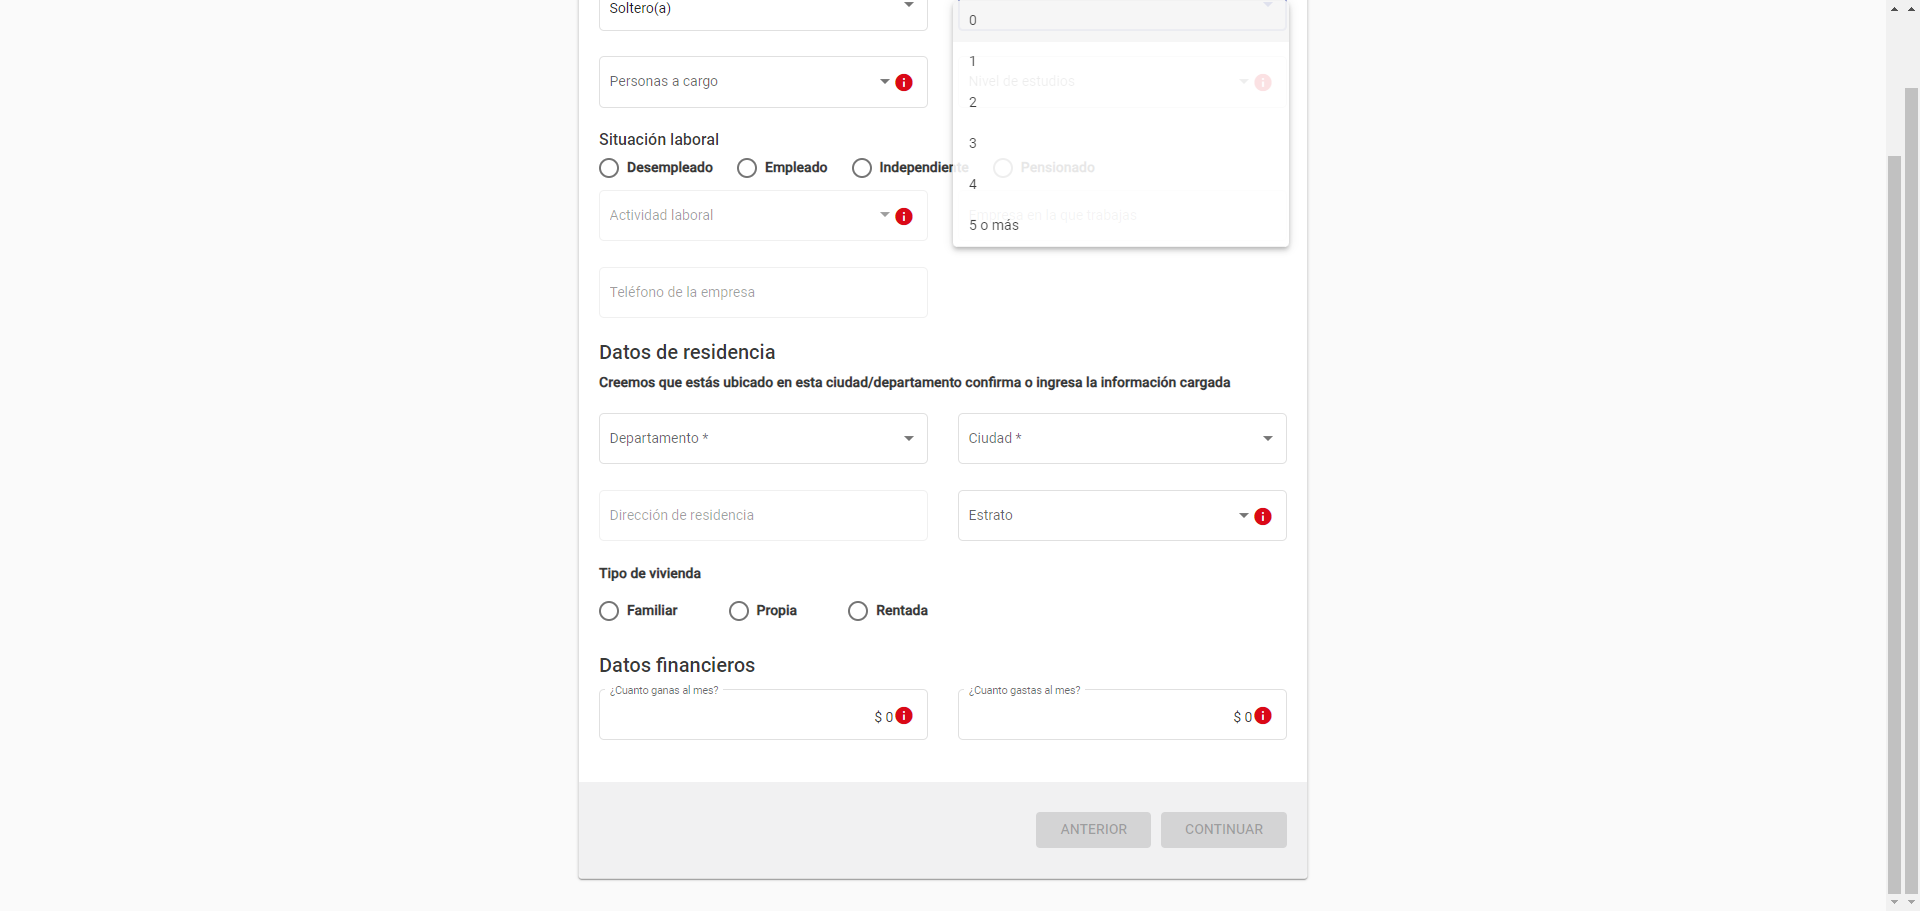 Soltero(a)
0
1
Personas a cargo
Nivel de estudios
2
Situación laboral
3
Desempleado
Empleado
Independiente
Pensionado
4
Actividad laboral
Empresa en la que trabajas
5 o más
Teléfono de la empresa
Datos de residencia
Creemos que estás ubicado en esta ciudad/departamento confirma o ingresa la información cargada
Departamento *
Ciudad *
Dirección de residencia
Estrato
Tipo de vivienda
Familiar
Propia
Rentada
Datos financieros
¿Cuanto ganas al mes?
¿Cuanto gastas al mes?
$ 0
$ 0
ANTERIOR
CONTINUAR